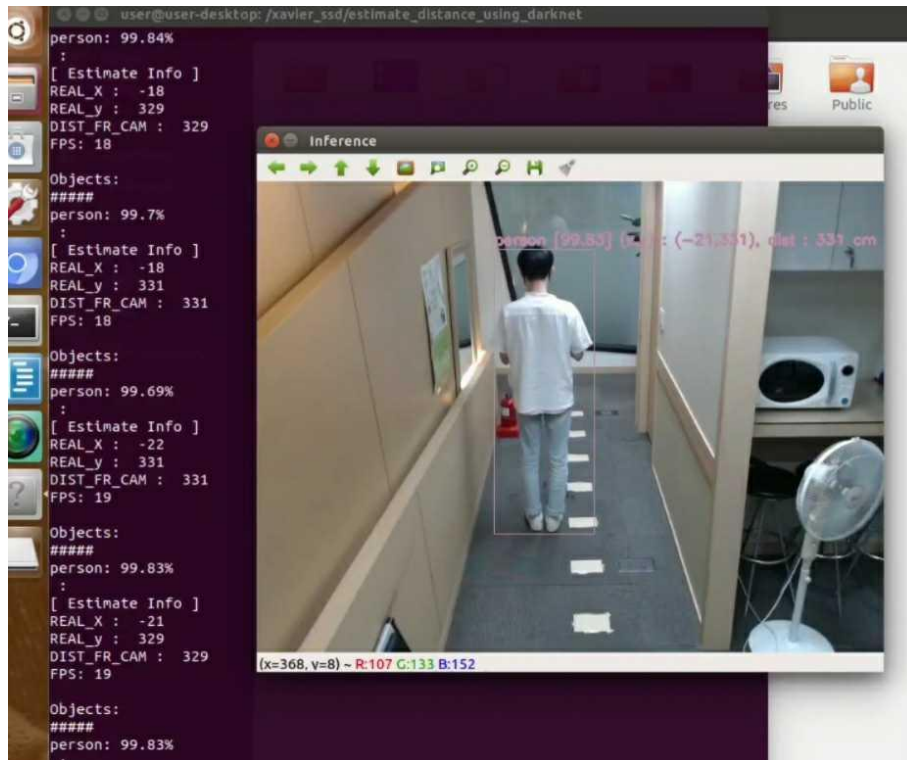 user@user-desktop: /xavier_ssd/estimate_distance_using_darknet
person: 99.84%
:
[ Estimate Info ]
REAL_X :  -18
REAL_y :  329
DIST_FR_CAM :  329
FPS: 18
Objects:
#####
person: 99.7%
:
[ Estimate Info ]
REAL_X :  -18
REAL_y :  331
DIST_FR_CAM :  331
FPS: 18
Objects:
#####
person: 99.69%
:
[ Estimate Info ]
REAL_X :  -22
REAL_y :  331
DIST_FR_CAM :  331
FPS: 19
Objects:
#####
person: 99.83%
:
[ Estimate Info ]
REAL_X :  -21
REAL_y :  329
DIST_FR_CAM :  329
FPS: 19
Objects:
#####
person: 99.83%
Inference
person [99.83] : (-21,331), dist : 331 cm
(x=368, y=8) ~ R:107 G:133 B:152
Public